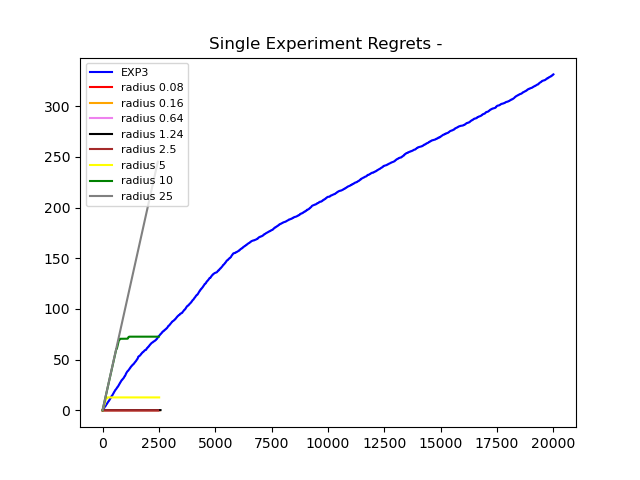 Single Experiment Regrets -
EXP3
radius 0.08
radius 0.16
radius 0.64
radius 1.24
radius 2.5
radius 5
radius 10
radius 25
300
250
200
150
100
50
0
0 2500 5000 7500 10000 12500 15000 17500 20000